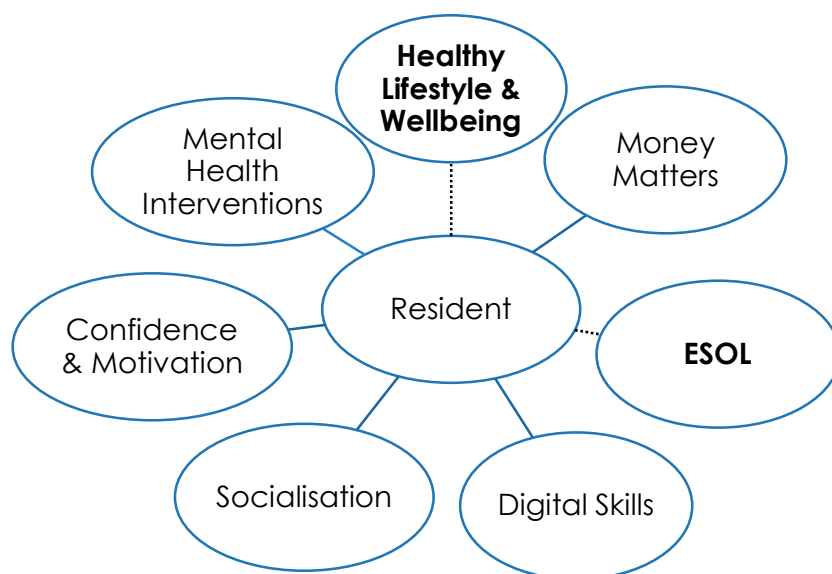 Healthy
Lifestyle &
Wellbeing
Mental
Health
Interventions
Money
Matters
Resident
Confidence
& Motivation
ESOL
Socialisation
Digital Skills